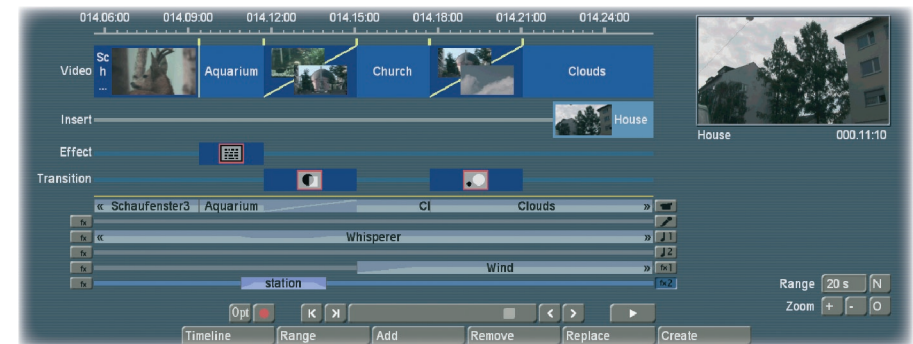 014.06:00 014.09:00 014.12:00 014.15:00 014.18:00 014.21:00 014.24:00
Video Sc h ... Aquarium Church Clouds
Insert House
House 000.11:10
Effect
Transition
« Schaufenster3 Aquarium Cl Clouds »
fx
fx « Whisperer » 1
fx 2
fx Wind » fx1
fx station fx2
Range 20 s N
Zoom + - O
Opt K < >
Timeline Range Add Remove Replace Create